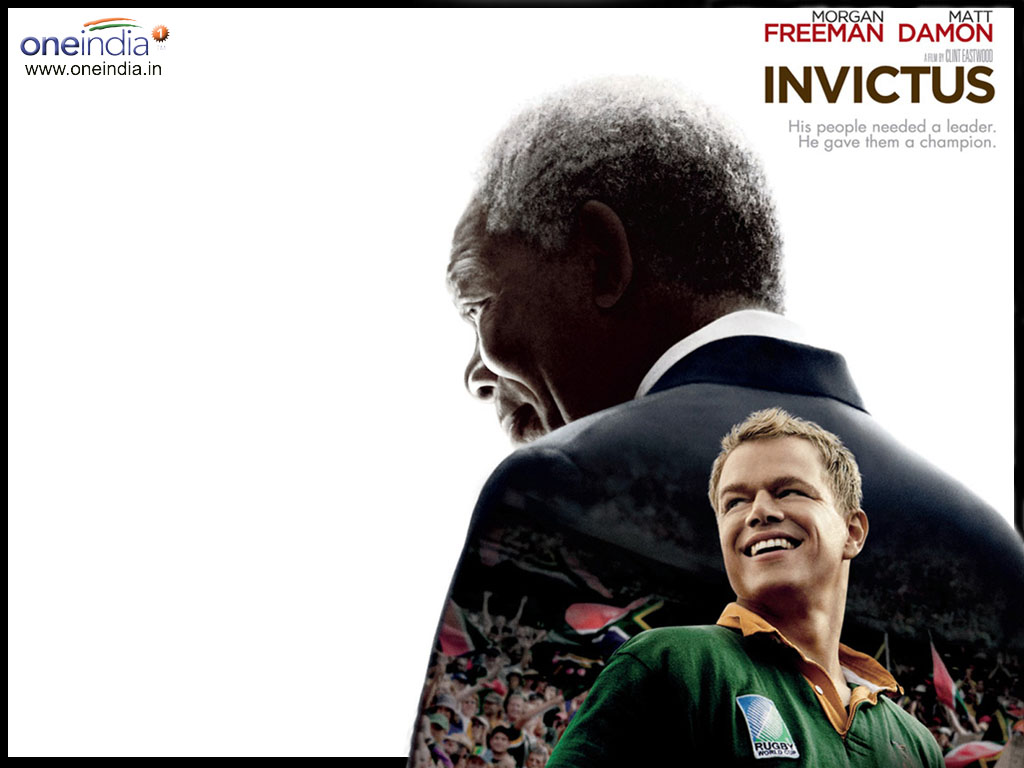 oneindia
1
www.oneindia.in
MORGAN MATT
FREEMAN DAMON
A FILM BY CLINT EASTWOOD
INVICTUS
His people needed a leader.
He gave them a champion.
RUGBY
WORLD CUP